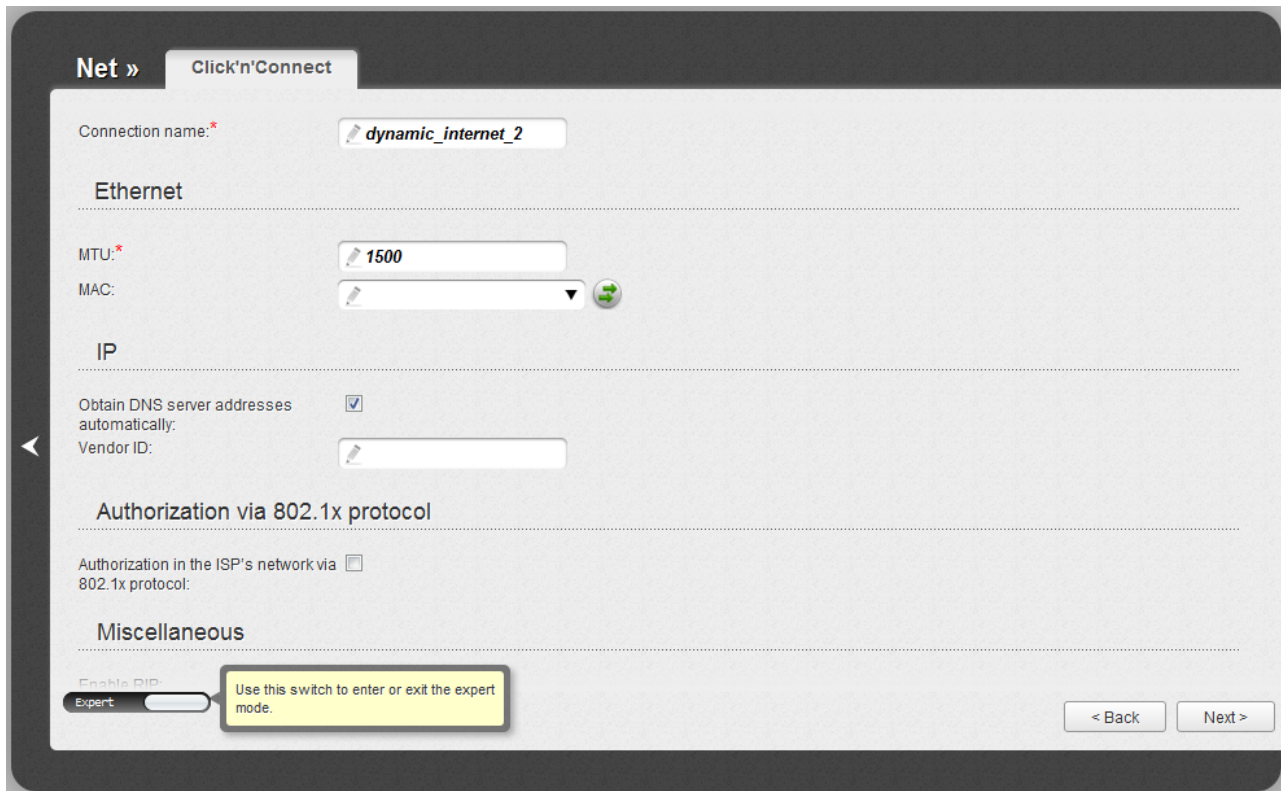 Net »
Click'n'Connect
Connection name:*
dynamic_internet_2
Ethernet
MTU:*
1500
MAC:
IP
Obtain DNS server addresses
automatically:
Vendor ID:
Authorization via 802.1x protocol
Authorization in the ISP's network via
802.1x protocol:
Miscellaneous
Enable RIP:
Expert
Use this switch to enter or exit the expert
mode.
< Back
Next >